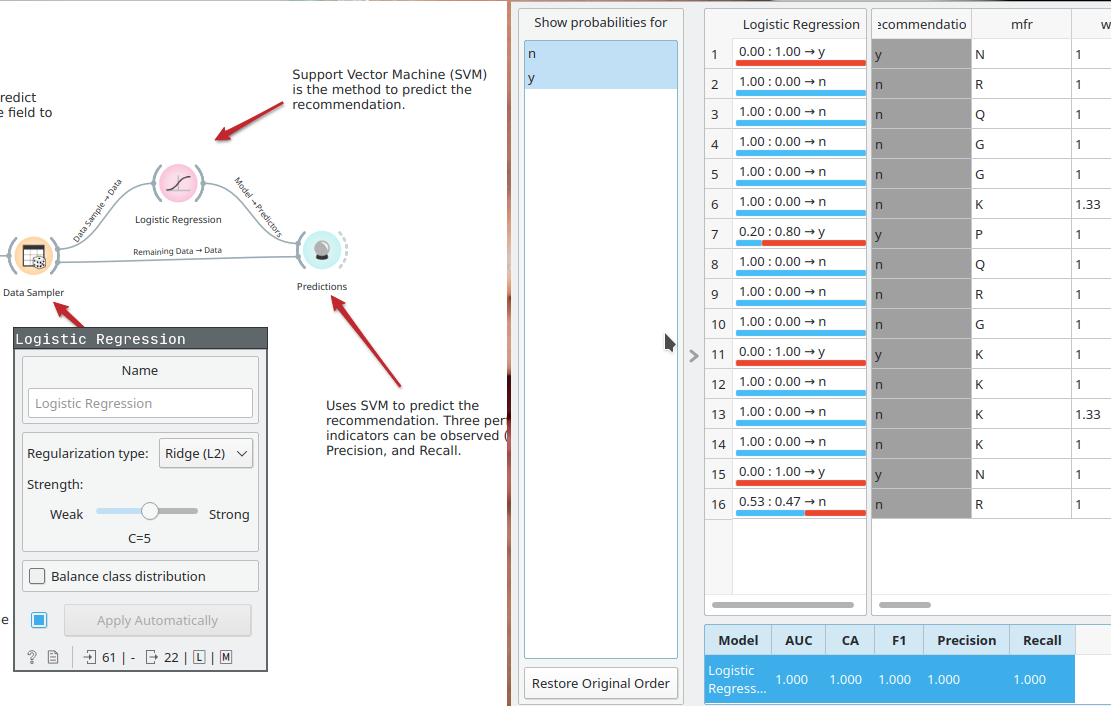 redict
e field to
Support Vector Machine (SVM)
is the method to predict the
recommendation.
Data Sample → Data
Logistic Regression
Model → Predictors
Remaining Data → Data
Data Sampler
Predictions
Uses SVM to predict the
recommendation. Three per
indicators can be observed (
Precision, and Recall.
Logistic Regression
Name
Logistic Regression
Regularization type: Ridge (L2)
Strength:
Weak Strong
C=5
Balance class distribution
e
Apply Automatically
? 61 | - 22 | L | M
Show probabilities for
n
y
Restore Original Order
Logistic Regression ecommendatio mfr w
1 0.00 : 1.00 → y y N 1
2 1.00 : 0.00 → n n R 1
3 1.00 : 0.00 → n n Q 1
4 1.00 : 0.00 → n n G 1
5 1.00 : 0.00 → n n G 1
6 1.00 : 0.00 → n n K 1.33
7 0.20 : 0.80 → y y P 1
8 1.00 : 0.00 → n n Q 1
9 1.00 : 0.00 → n n R 1
10 1.00 : 0.00 → n n G 1
11 0.00 : 1.00 → y y K 1
12 1.00 : 0.00 → n n K 1
13 1.00 : 0.00 → n n K 1.33
14 1.00 : 0.00 → n n K 1
15 0.00 : 1.00 → y y N 1
16 0.53 : 0.47 → n n R 1
Model AUC CA F1 Precision Recall
Logistic
Regress... 1.000 1.000 1.000 1.000 1.000